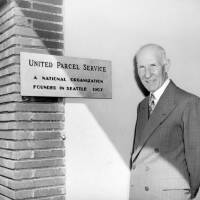 United Parcel Service
A National Organization
Founded in Seattle 1907